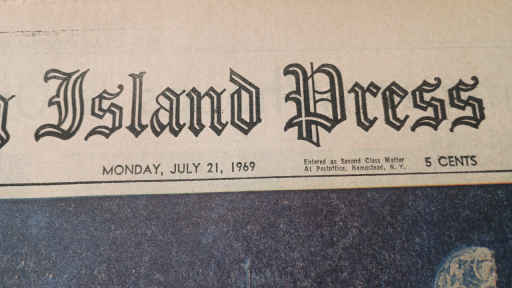 g Island Press
MONDAY, JULY 21, 1969
Entered as Second Class Matter
At Postoffice, Hempstead, N. Y.
5 CENTS